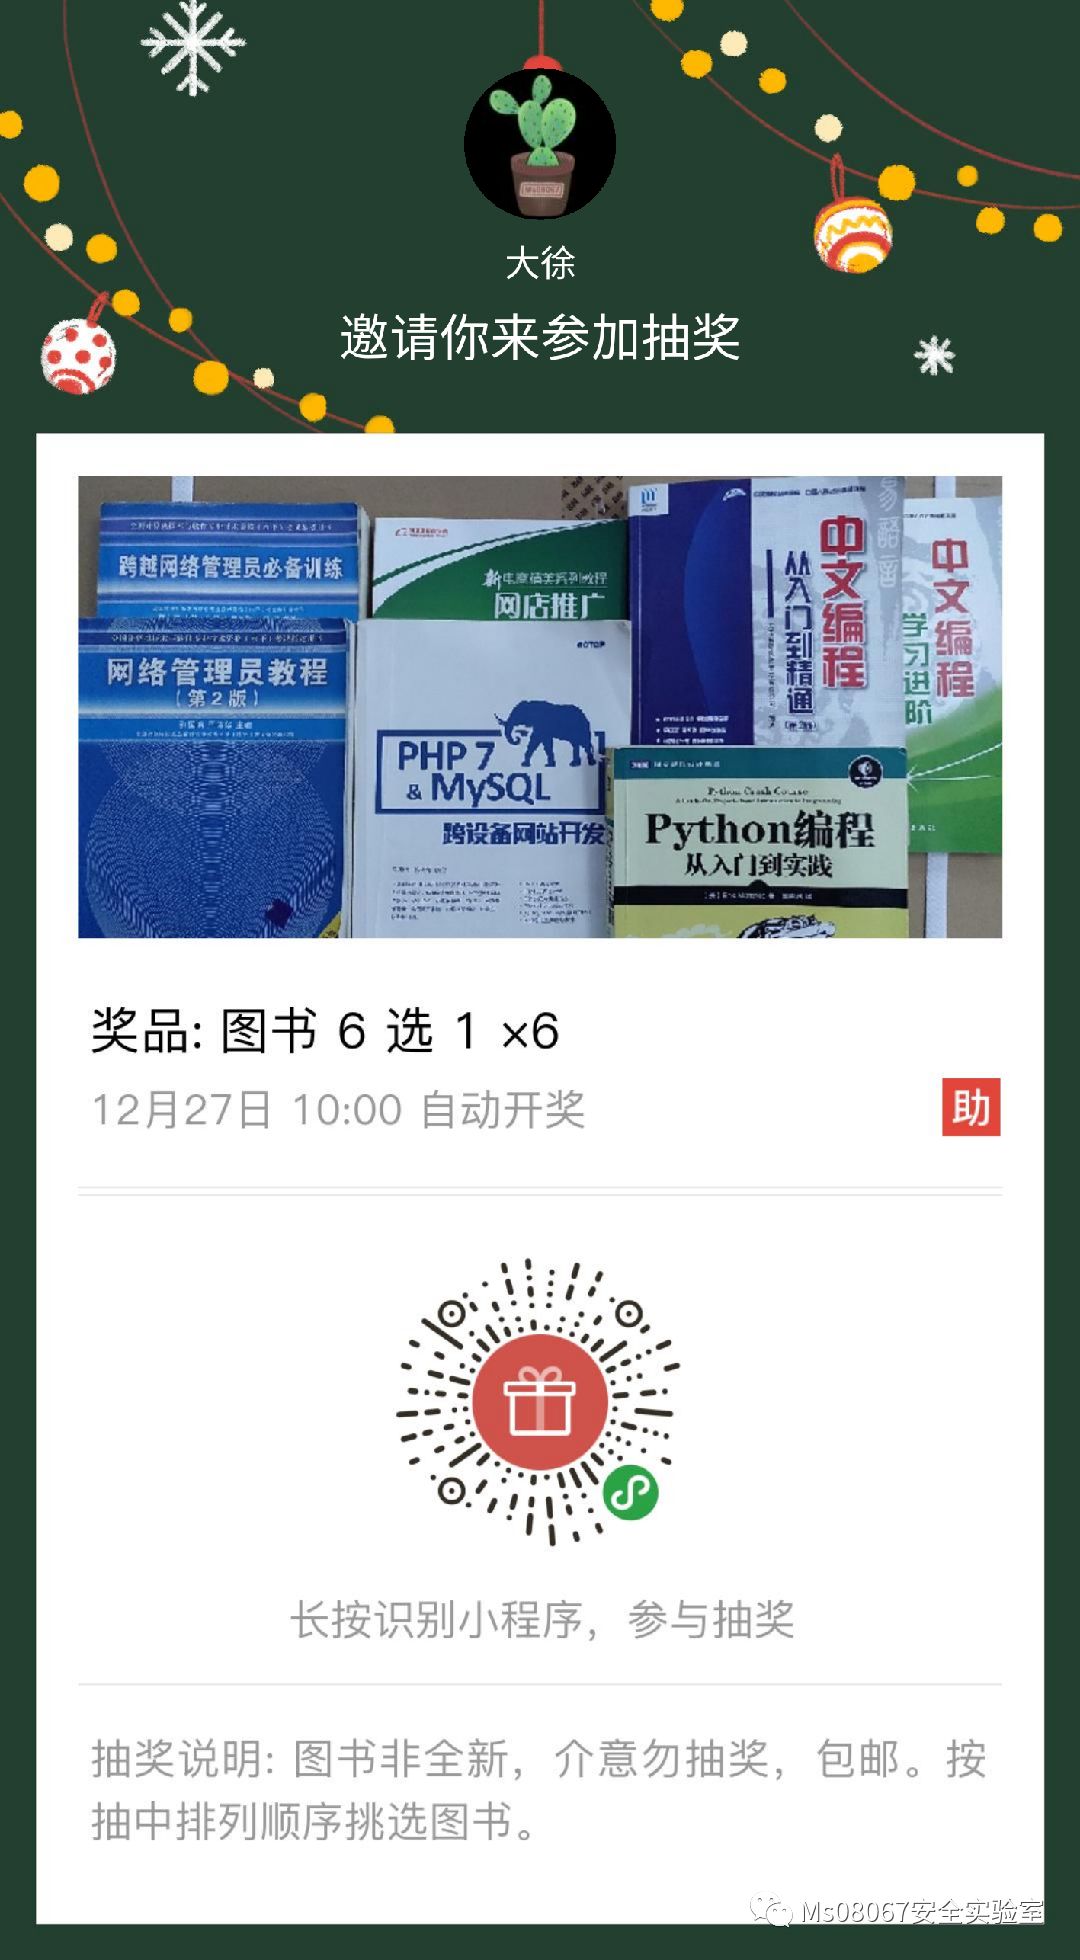 Ms08067
大徐
邀请你来参加抽奖
跨越网络管理员必备训练
新电商精英系列教程
网店推广
中文编程
从入门到精通
中文编程
学习进阶
网络管理员教程
（第2版）
PHP 7
& MySQL
跨设备网站开发
Python Crash Course
Python编程
从入门到实践
奖品: 图书 6 选 1 ×6
12月27日 10:00 自动开奖
助
长按识别小程序，参与抽奖
抽奖说明: 图书非全新，介意勿抽奖，包邮。按
抽中排列顺序挑选图书。
Ms08067安全实验室